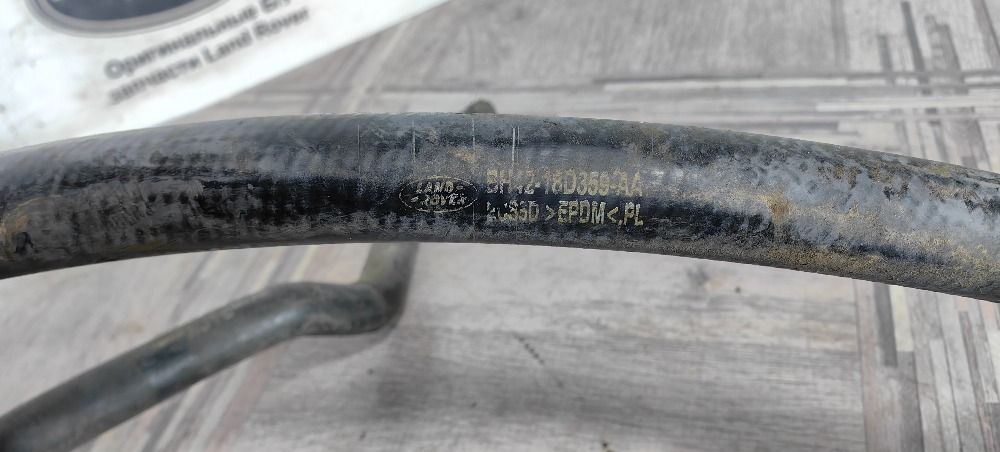 Оригинальные
запчасти Land Rover
LAND-
-ROVER
BH42-18D369-AA
>EPDM<,PL